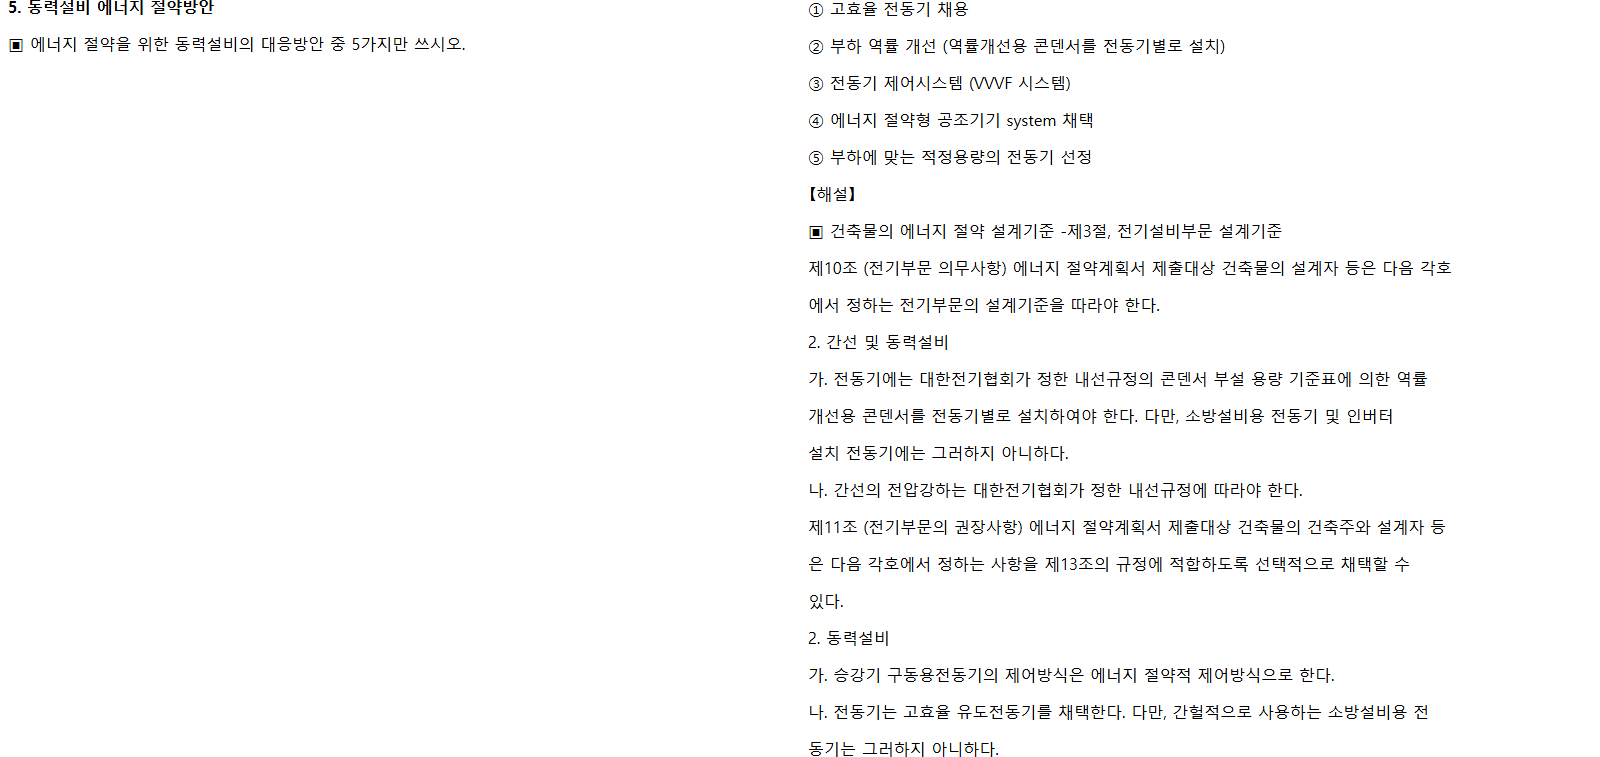 5. 동력설비 에너지 절약방안
▣ 에너지 절약을 위한 동력설비의 대응방안 중 5가지만 쓰시오.
① 고효율 전동기 채용
② 부하 역률 개선 (역률개선용 콘덴서를 전동기별로 설치)
③ 전동기 제어시스템 (VVVF 시스템)
④ 에너지 절약형 공조기기 system 채택
⑤ 부하에 맞는 적정용량의 전동기 선정
【해설】
▣ 건축물의 에너지 절약 설계기준 -제3절, 전기설비부문 설계기준
제10조 (전기부문 의무사항) 에너지 절약계획서 제출대상 건축물의 설계자 등은 다음 각호
에서 정하는 전기부문의 설계기준을 따라야 한다.
2. 간선 및 동력설비
가. 전동기에는 대한전기협회가 정한 내선규정의 콘덴서 부설 용량 기준표에 의한 역률
개선용 콘덴서를 전동기별로 설치하여야 한다. 다만, 소방설비용 전동기 및 인버터
설치 전동기에는 그러하지 아니하다.
나. 간선의 전압강하는 대한전기협회가 정한 내선규정에 따라야 한다.
제11조 (전기부문의 권장사항) 에너지 절약계획서 제출대상 건축물의 건축주와 설계자 등
은 다음 각호에서 정하는 사항을 제13조의 규정에 적합하도록 선택적으로 채택할 수
있다.
2. 동력설비
가. 승강기 구동용전동기의 제어방식은 에너지 절약적 제어방식으로 한다.
나. 전동기는 고효율 유도전동기를 채택한다. 다만, 간헐적으로 사용하는 소방설비용 전
동기는 그러하지 아니하다.